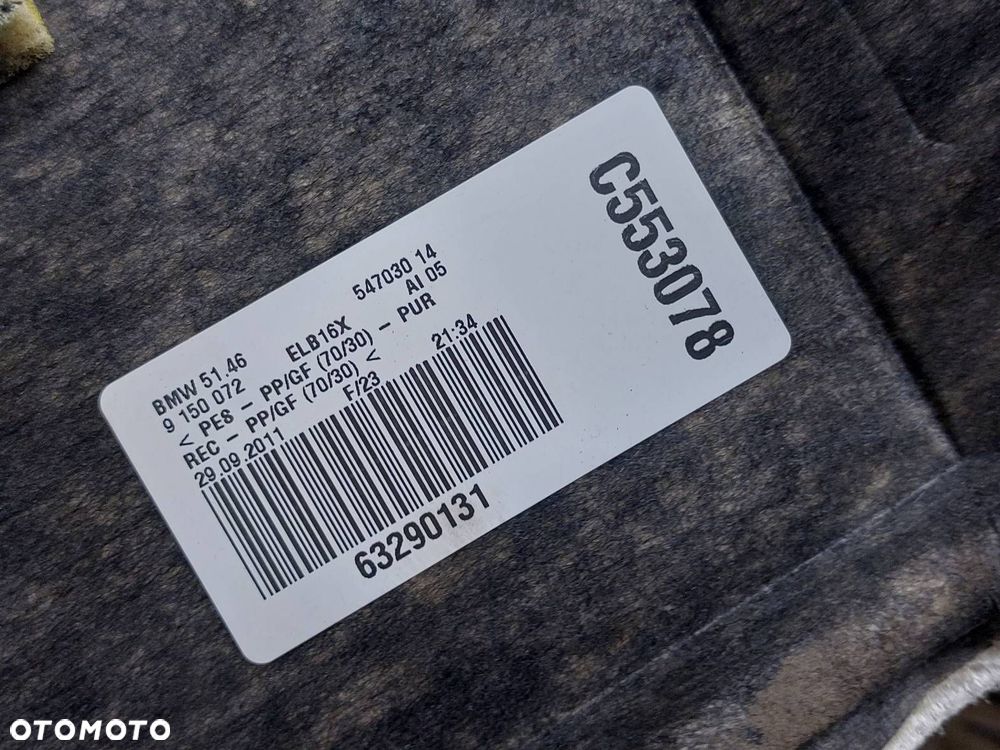 BMW 51.46 ELB16X 547030 14
9 150 072 AI 05
< PES - PP/GF (70/30) - PUR
REC - PP/GF (70/30) <
29.09.2011 F/23 21:34
63290131
C553078
OTOMOTO